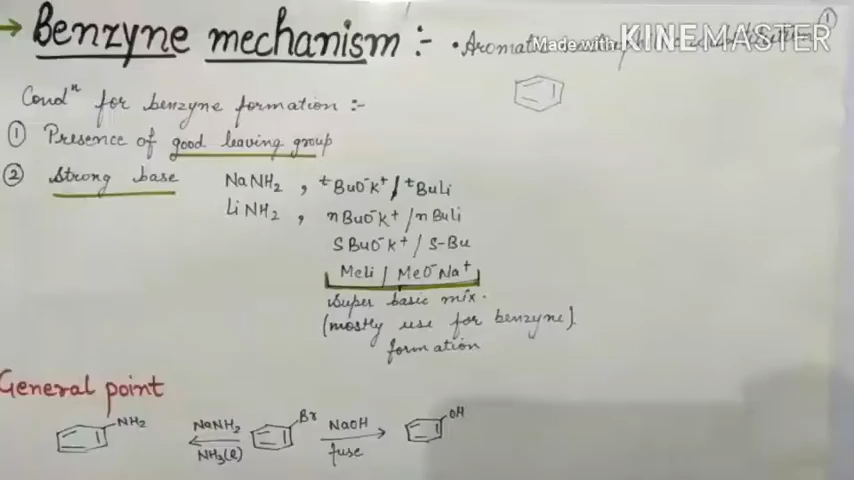 → Benzyne mechanism :- • Aromatic
Made with KINEMASTER
①
Condⁿ for benzyne formation :-
① Presence of good leaving group
② Strong base NaNH₂ , ᵗBuO⁻K⁺ / ᵗBuLi
LiNH₂ , nBuO⁻K⁺ / nBuli
SBuO⁻K⁺ / S-Bu
Meli / MeO⁻Na⁺
Super basic mix.
(mostly use for benzyne)
formation
General point
NH₂ NaNH₂ Br NaOH OH
NH₃(l) fuse